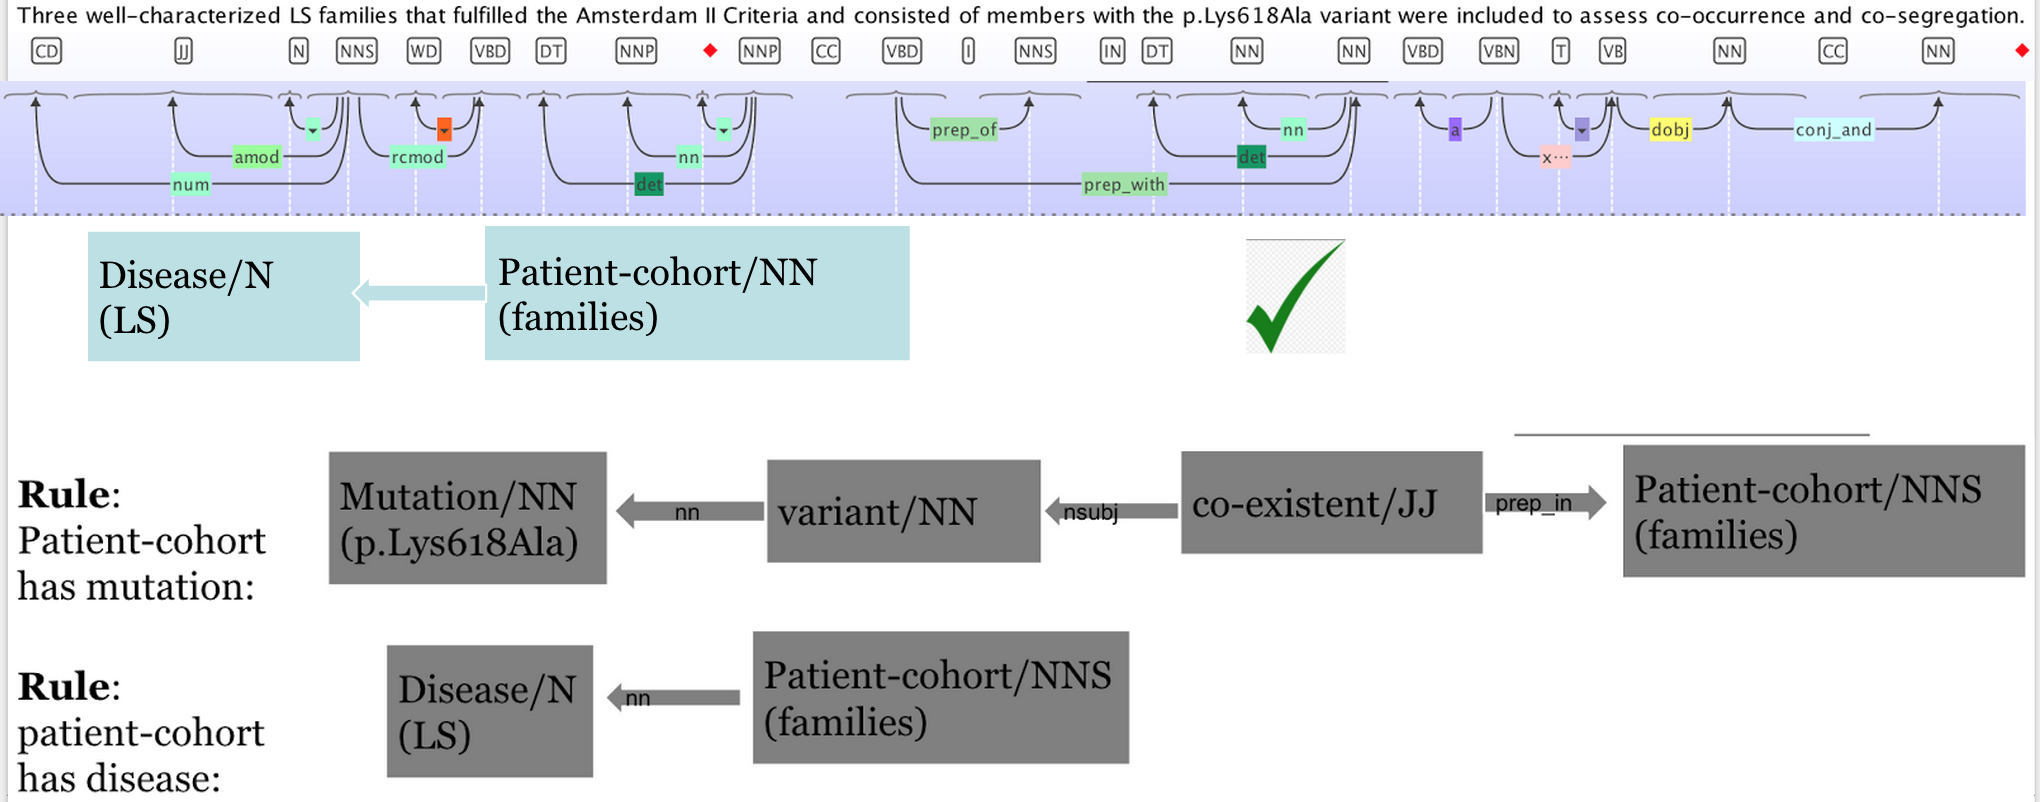 Three well-characterized LS families that fulfilled the Amsterdam II Criteria and consisted of members with the p.Lys618Ala variant were included to assess co-occurrence and co-segregation.
CD JJ N NNS WD VBD DT NNP NNP CC VBD I NNS IN DT NN NN VBD VBN T VB NN CC NN
prep_of nn a dobj conj_and
amod rcmod nn det x...
num det prep_with
Disease/N
(LS)
Patient-cohort/NN
(families)
Rule:
Patient-cohort
has mutation:
Mutation/NN
(p.Lys618Ala)
nn
variant/NN
nsubj
co-existent/JJ
prep_in
Patient-cohort/NNS
(families)
Rule:
patient-cohort
has disease:
Disease/N
(LS)
nn
Patient-cohort/NNS
(families)